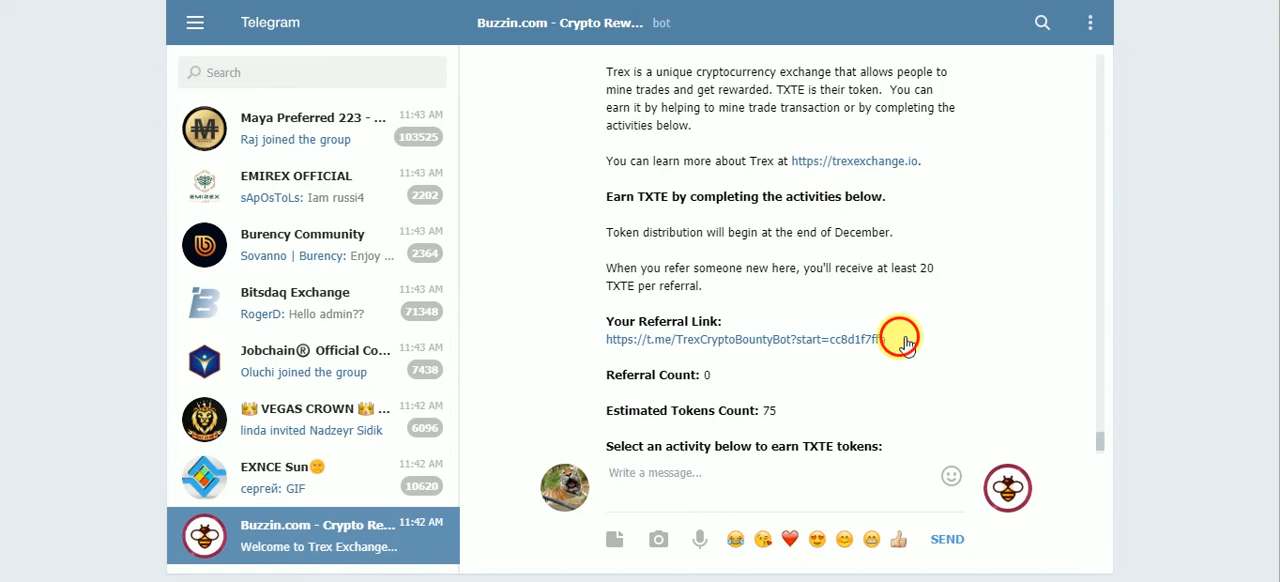 Telegram
Buzzin.com - Crypto Rew... bot
Search
Maya Preferred 223 - ... 11:43 AM
Raj joined the group 103525
EMIREX OFFICIAL 11:43 AM
sApOsToLs: Iam russi4 2202
EMIREX
Burency Community 11:43 AM
Sovanno | Burency: Enjoy ... 2364
Bitsdaq Exchange 11:43 AM
RogerD: Hello admin?? 71348
Jobchain® Official Co... 11:43 AM
Oluchi joined the group 7438
👑 VEGAS CROWN 👑 ... 11:42 AM
linda invited Nadzeyr Sidik 6096
EXNCE Sun🌞 11:42 AM
сергей: GIF 10620
Buzzin.com - Crypto Re... 11:42 AM
Welcome to Trex Exchange...
Trex is a unique cryptocurrency exchange that allows people to
mine trades and get rewarded. TXTE is their token. You can
earn it by helping to mine trade transaction or by completing the
activities below.
You can learn more about Trex at https://trexexchange.io.
Earn TXTE by completing the activities below.
Token distribution will begin at the end of December.
When you refer someone new here, you'll receive at least 20
TXTE per referral.
Your Referral Link:
https://t.me/TrexCryptoBountyBot?start=cc8d1f7ff
Referral Count: 0
Estimated Tokens Count: 75
Select an activity below to earn TXTE tokens:
Write a message...
SEND